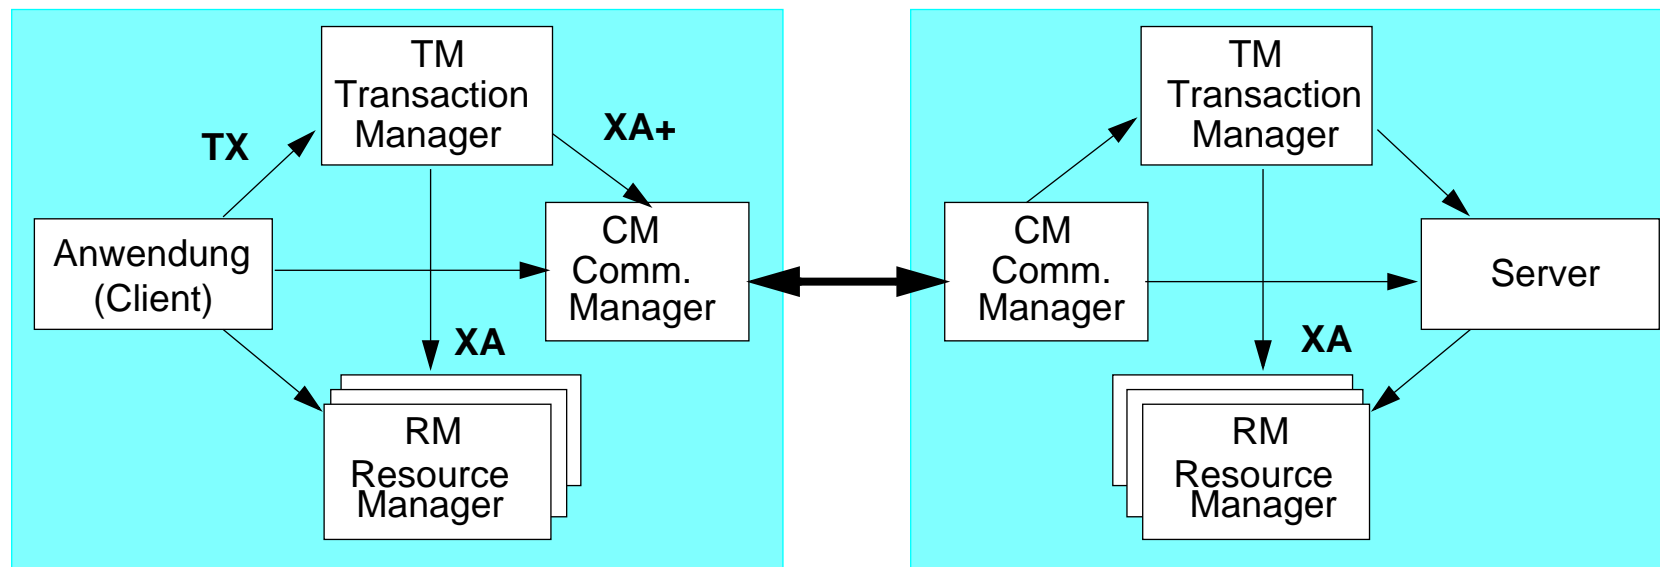 TM
Transaction
Manager
TX
XA+
Anwendung
(Client)
CM
Comm.
Manager
XA
RM
Resource
Manager
TM
Transaction
Manager
CM
Comm.
Manager
Server
XA
RM
Resource
Manager